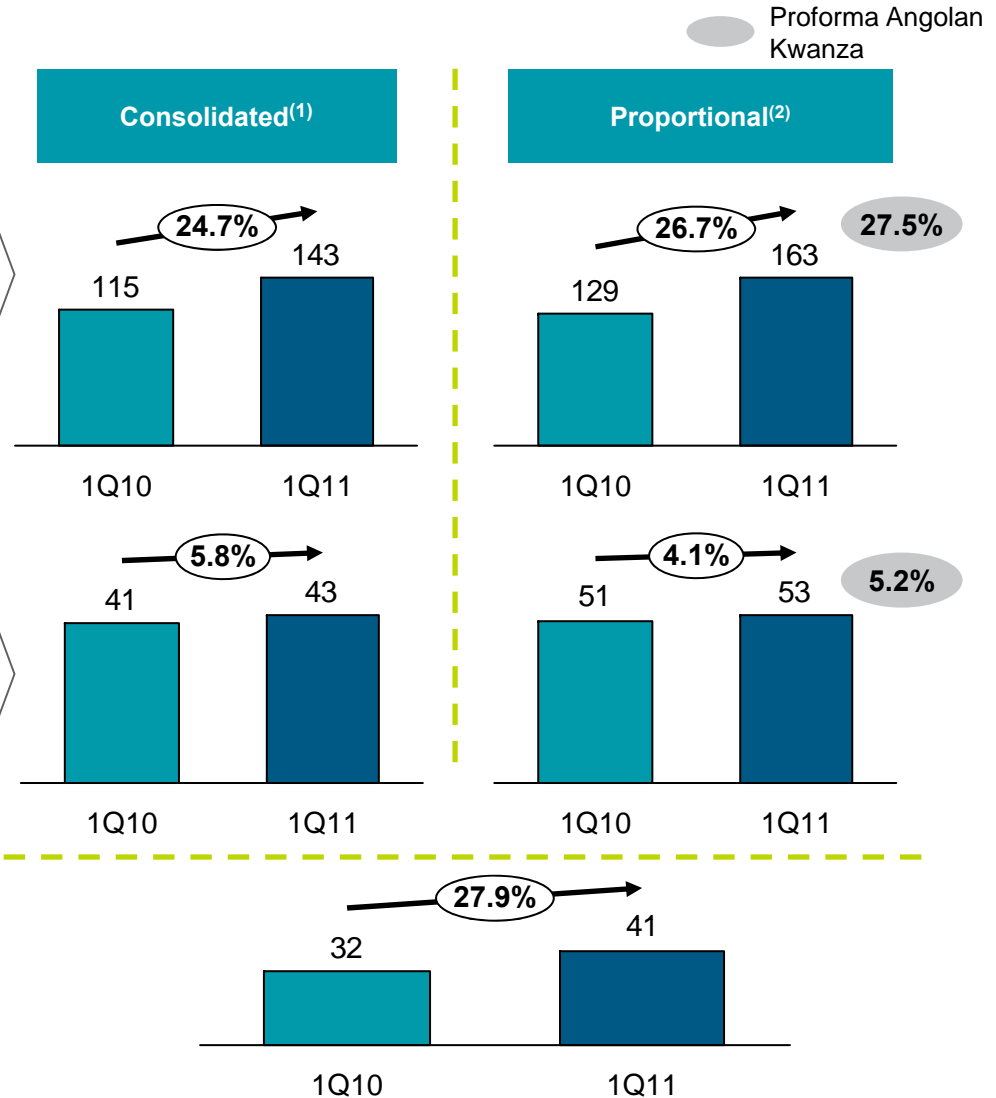 Proforma Angolan
Kwanza
Consolidated(1)
Proportional(2)
24.7%
115
143
1Q10
1Q11
26.7%
27.5%
129
163
1Q10
1Q11
5.8%
41
43
1Q10
1Q11
4.1%
5.2%
51
53
1Q10
1Q11
27.9%
32
41
1Q10
1Q11